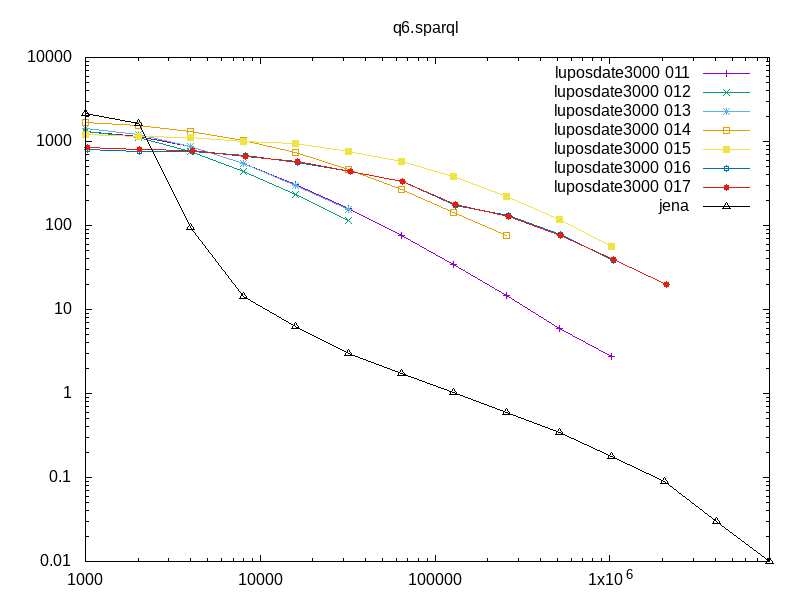 q6.sparql
10000
1000
100
10
1
0.1
0.01
luposdate3000 011
luposdate3000 012
luposdate3000 013
luposdate3000 014
luposdate3000 015
luposdate3000 016
luposdate3000 017
jena
1000 10000 100000 1x10⁶